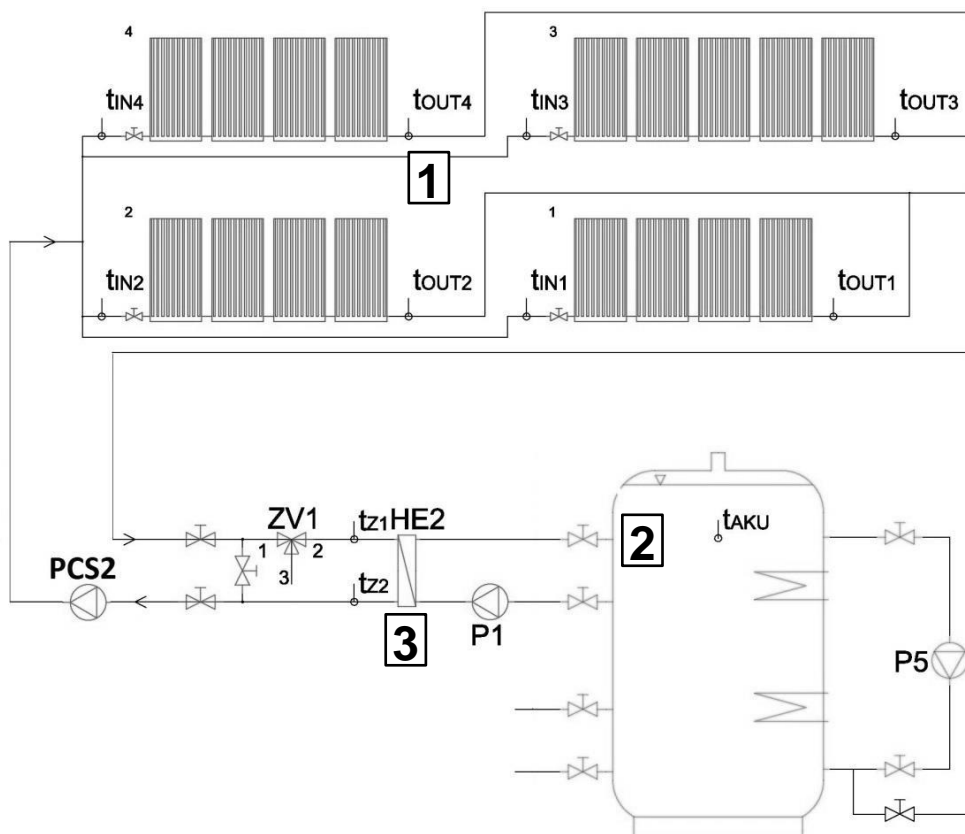 4
3
tIN4
tOUT4
tIN3
tOUT3
1
2
1
tIN2
tOUT2
tIN1
tOUT1
ZV1
tZ1
HE2
2
tAKU
1
2
PCS2
3
tZ2
3
P1
P5